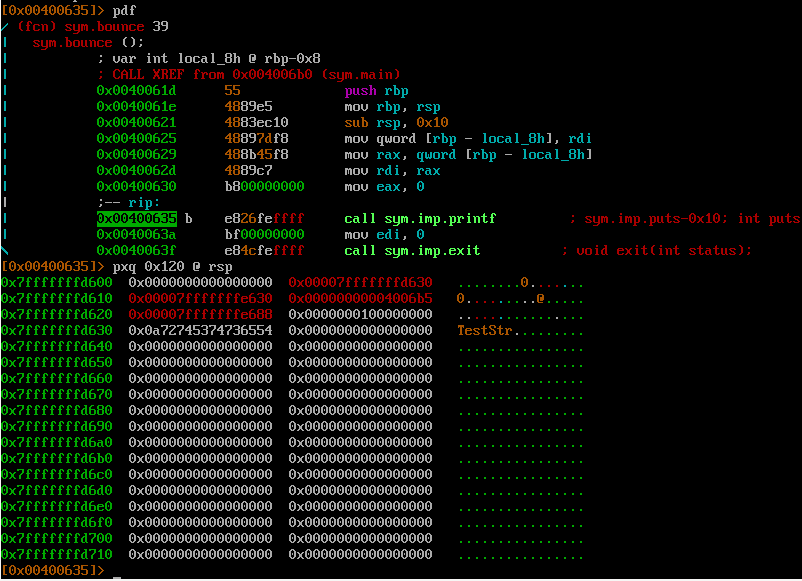 [0x00400635]> pdf
/ (fcn) sym.bounce 39
|   sym.bounce ();
|           ; var int local_8h @ rbp-0x8
|           ; CALL XREF from 0x004006b0 (sym.main)
|           0x0040061d      55             push rbp
|           0x0040061e      4889e5         mov rbp, rsp
|           0x00400621      4883ec10       sub rsp, 0x10
|           0x00400625      48897df8       mov qword [rbp - local_8h], rdi
|           0x00400629      488b45f8       mov rax, qword [rbp - local_8h]
|           0x0040062d      4889c7         mov rdi, rax
|           0x00400630      b800000000     mov eax, 0
|           ;-- rip:
|           0x00400635 b    e826feffff     call sym.imp.printf         ; sym.imp.puts-0x10; int puts
|           0x0040063a      bf00000000     mov edi, 0
\           0x0040063f      e84cfeffff     call sym.imp.exit          ; void exit(int status);
[0x00400635]> pxq 0x120 @ rsp
0x7fffffffd600  0x0000000000000000  0x00007fffffffd630   ........0.......
0x7fffffffd610  0x00007fffffffe630  0x00000000004006b5   0.........@.....
0x7fffffffd620  0x00007fffffffe688  0x0000000100000000   ................
0x7fffffffd630  0x0a72745374736554  0x0000000000000000   TestStr.........
0x7fffffffd640  0x0000000000000000  0x0000000000000000   ................
0x7fffffffd650  0x0000000000000000  0x0000000000000000   ................
0x7fffffffd660  0x0000000000000000  0x0000000000000000   ................
0x7fffffffd670  0x0000000000000000  0x0000000000000000   ................
0x7fffffffd680  0x0000000000000000  0x0000000000000000   ................
0x7fffffffd690  0x0000000000000000  0x0000000000000000   ................
0x7fffffffd6a0  0x0000000000000000  0x0000000000000000   ................
0x7fffffffd6b0  0x0000000000000000  0x0000000000000000   ................
0x7fffffffd6c0  0x0000000000000000  0x0000000000000000   ................
0x7fffffffd6d0  0x0000000000000000  0x0000000000000000   ................
0x7fffffffd6e0  0x0000000000000000  0x0000000000000000   ................
0x7fffffffd6f0  0x0000000000000000  0x0000000000000000   ................
0x7fffffffd700  0x0000000000000000  0x0000000000000000   ................
0x7fffffffd710  0x0000000000000000  0x0000000000000000   ................
[0x00400635]> _